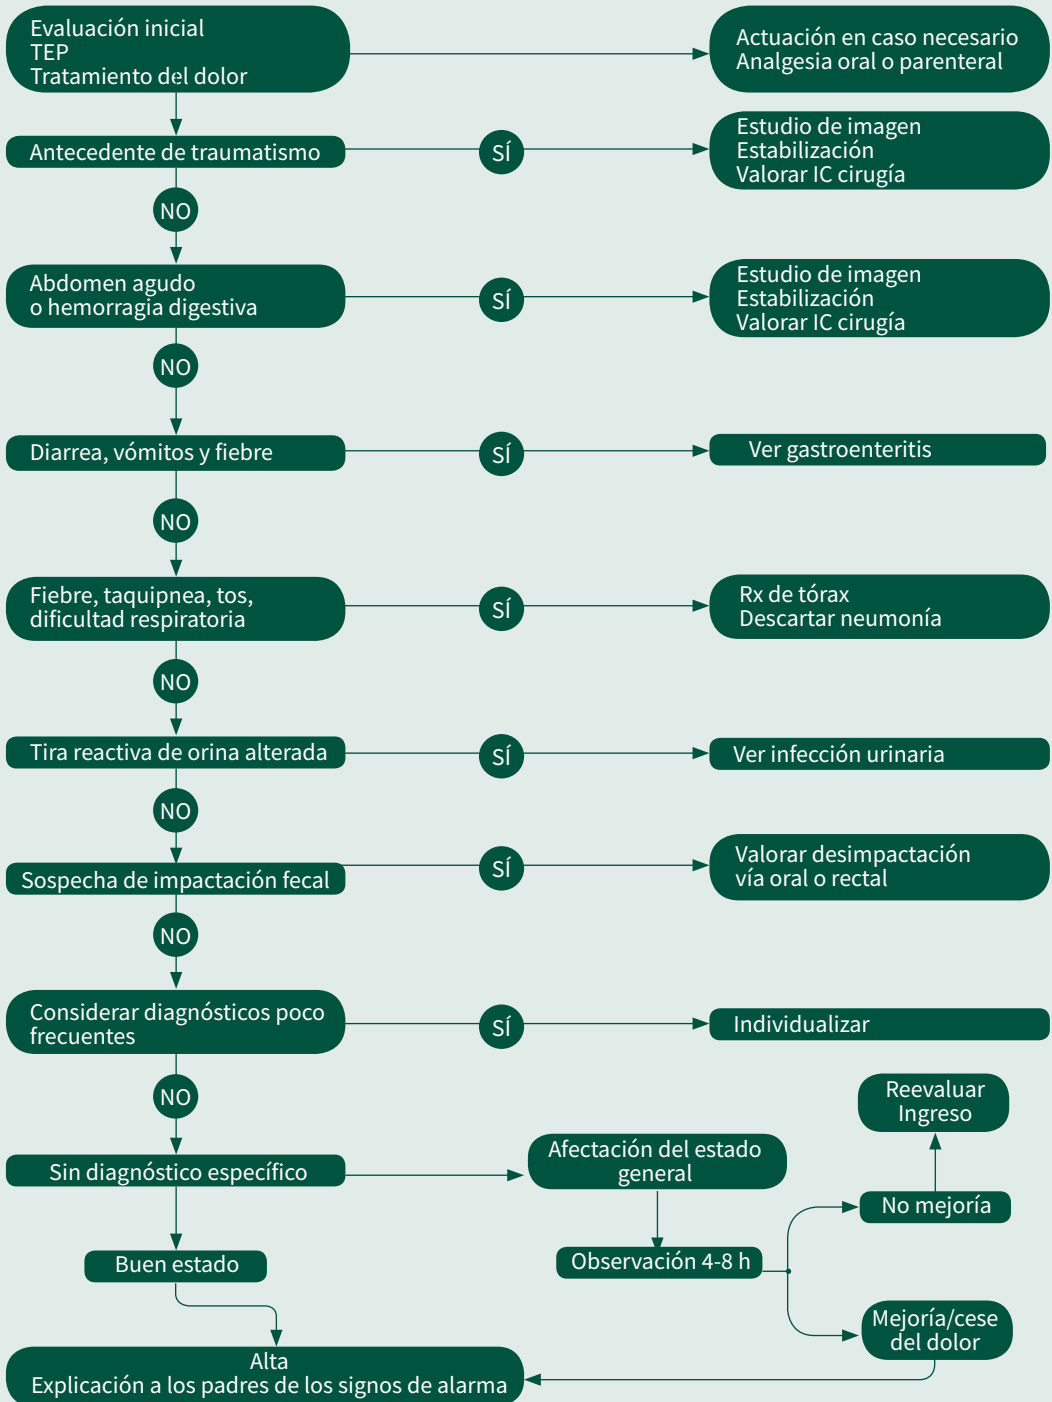 Evaluación inicial
TEP
Tratamiento del dolor
Actuación en caso necesario
Analgesia oral o parenteral
Antecedente de traumatismo
SÍ
Estudio de imagen
Estabilización
Valorar IC cirugía
NO
Abdomen agudo
o hemorragia digestiva
SÍ
Estudio de imagen
Estabilización
Valorar IC cirugía
NO
Diarrea, vómitos y fiebre
SÍ
Ver gastroenteritis
NO
Fiebre, taquipnea, tos,
dificultad respiratoria
SÍ
Rx de tórax
Descartar neumonía
NO
Tira reactiva de orina alterada
SÍ
Ver infección urinaria
NO
Sospecha de impactación fecal
SÍ
Valorar desimpactación
vía oral o rectal
NO
Considerar diagnósticos poco
frecuentes
SÍ
Individualizar
NO
Sin diagnóstico específico
Afectación del estado
general
Reevaluar
Ingreso
No mejoría
Buen estado
Observación 4-8 h
Mejoría/cese
del dolor
Alta
Explicación a los padres de los signos de alarma